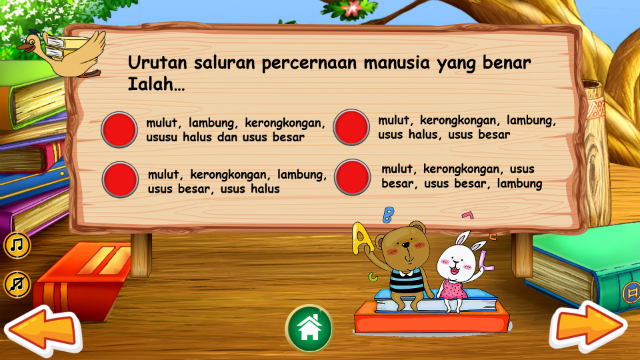 Urutan saluran percernaan manusia yang benar
Ialah...
mulut, lambung, kerongkongan,
ususu halus dan usus besar
mulut, kerongkongan, lambung,
usus halus, usus besar
mulut, kerongkongan, lambung,
usus besar, usus halus
mulut, kerongkongan, usus
besar, usus besar, lambung
A
B
C